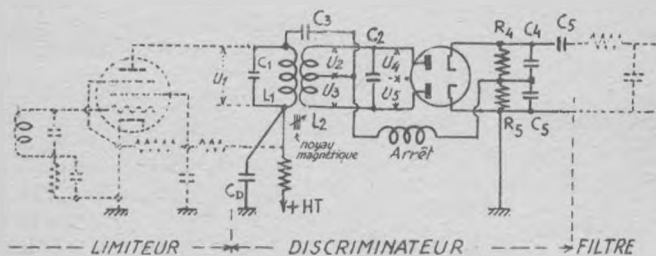 C3
C1
L1
U1
U2
U3
C2
U4
U5
R4
C4
C5
L2
noyau
magnétique
Arrêt
R5
C5
CD
+HT
LIMITEUR
DISCRIMINATEUR
FILTRE